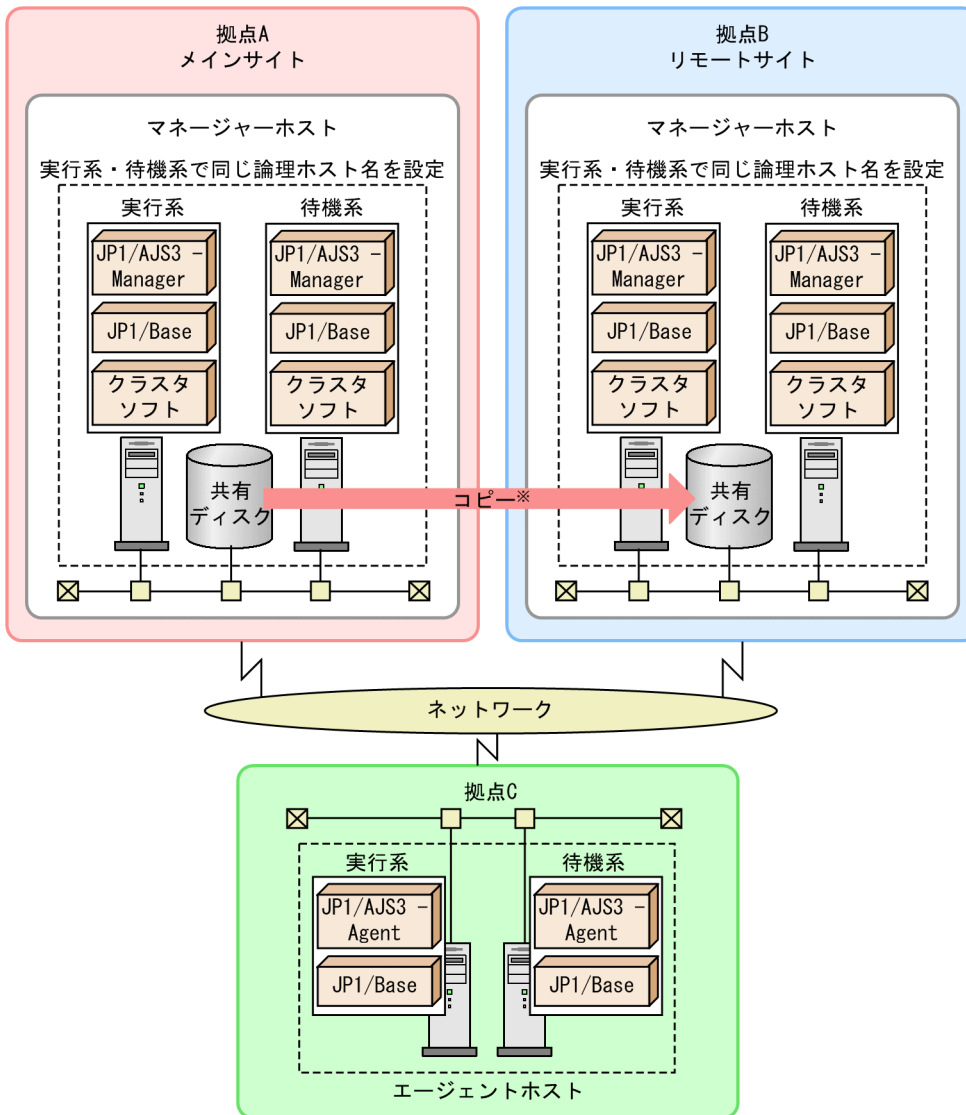 拠点A
メインサイト
マネージャーホスト
実行系・待機系で同じ論理ホスト名を設定
実行系
JP1/AJS3 -
Manager
JP1/Base
クラスタ
ソフト
待機系
JP1/AJS3 -
Manager
JP1/Base
クラスタ
ソフト
共有
ディスク
コピー※
拠点B
リモートサイト
マネージャーホスト
実行系・待機系で同じ論理ホスト名を設定
実行系
JP1/AJS3 -
Manager
JP1/Base
クラスタ
ソフト
待機系
JP1/AJS3 -
Manager
JP1/Base
クラスタ
ソフト
共有
ディスク
ネットワーク
拠点C
実行系
JP1/AJS3 -
Agent
JP1/Base
待機系
JP1/AJS3 -
Agent
JP1/Base
エージェントホスト